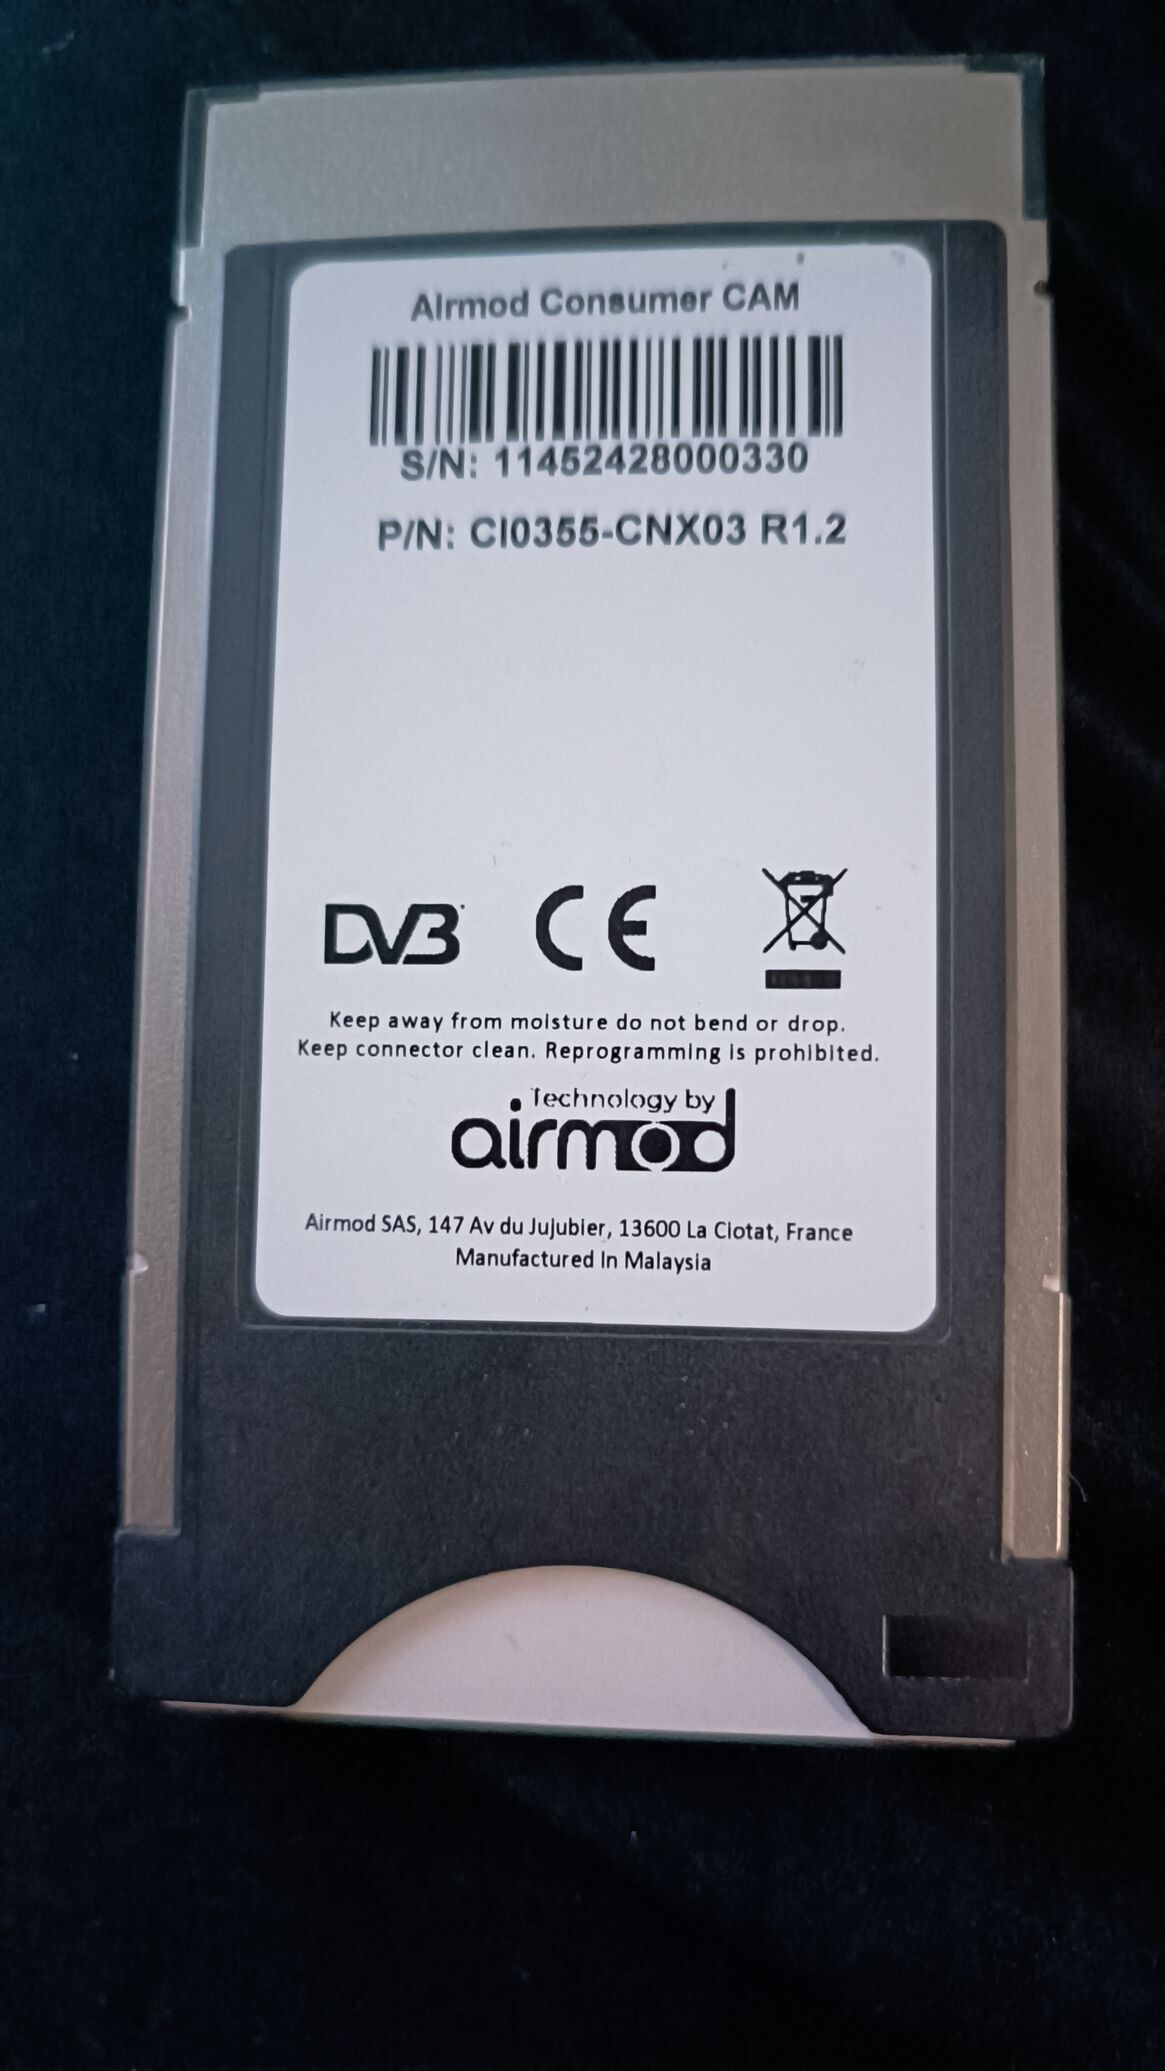 Airmod Consumer CAM
S/N: 11452428000330
P/N: CI0355-CNX03 R1.2
DVB
CE
Keep away from moisture do not bend or drop.
Keep connector clean. Reprogramming is prohibited.
Technology by
airmod
Airmod SAS, 147 Av du Jujubier, 13600 La Ciotat, France
Manufactured In Malaysia